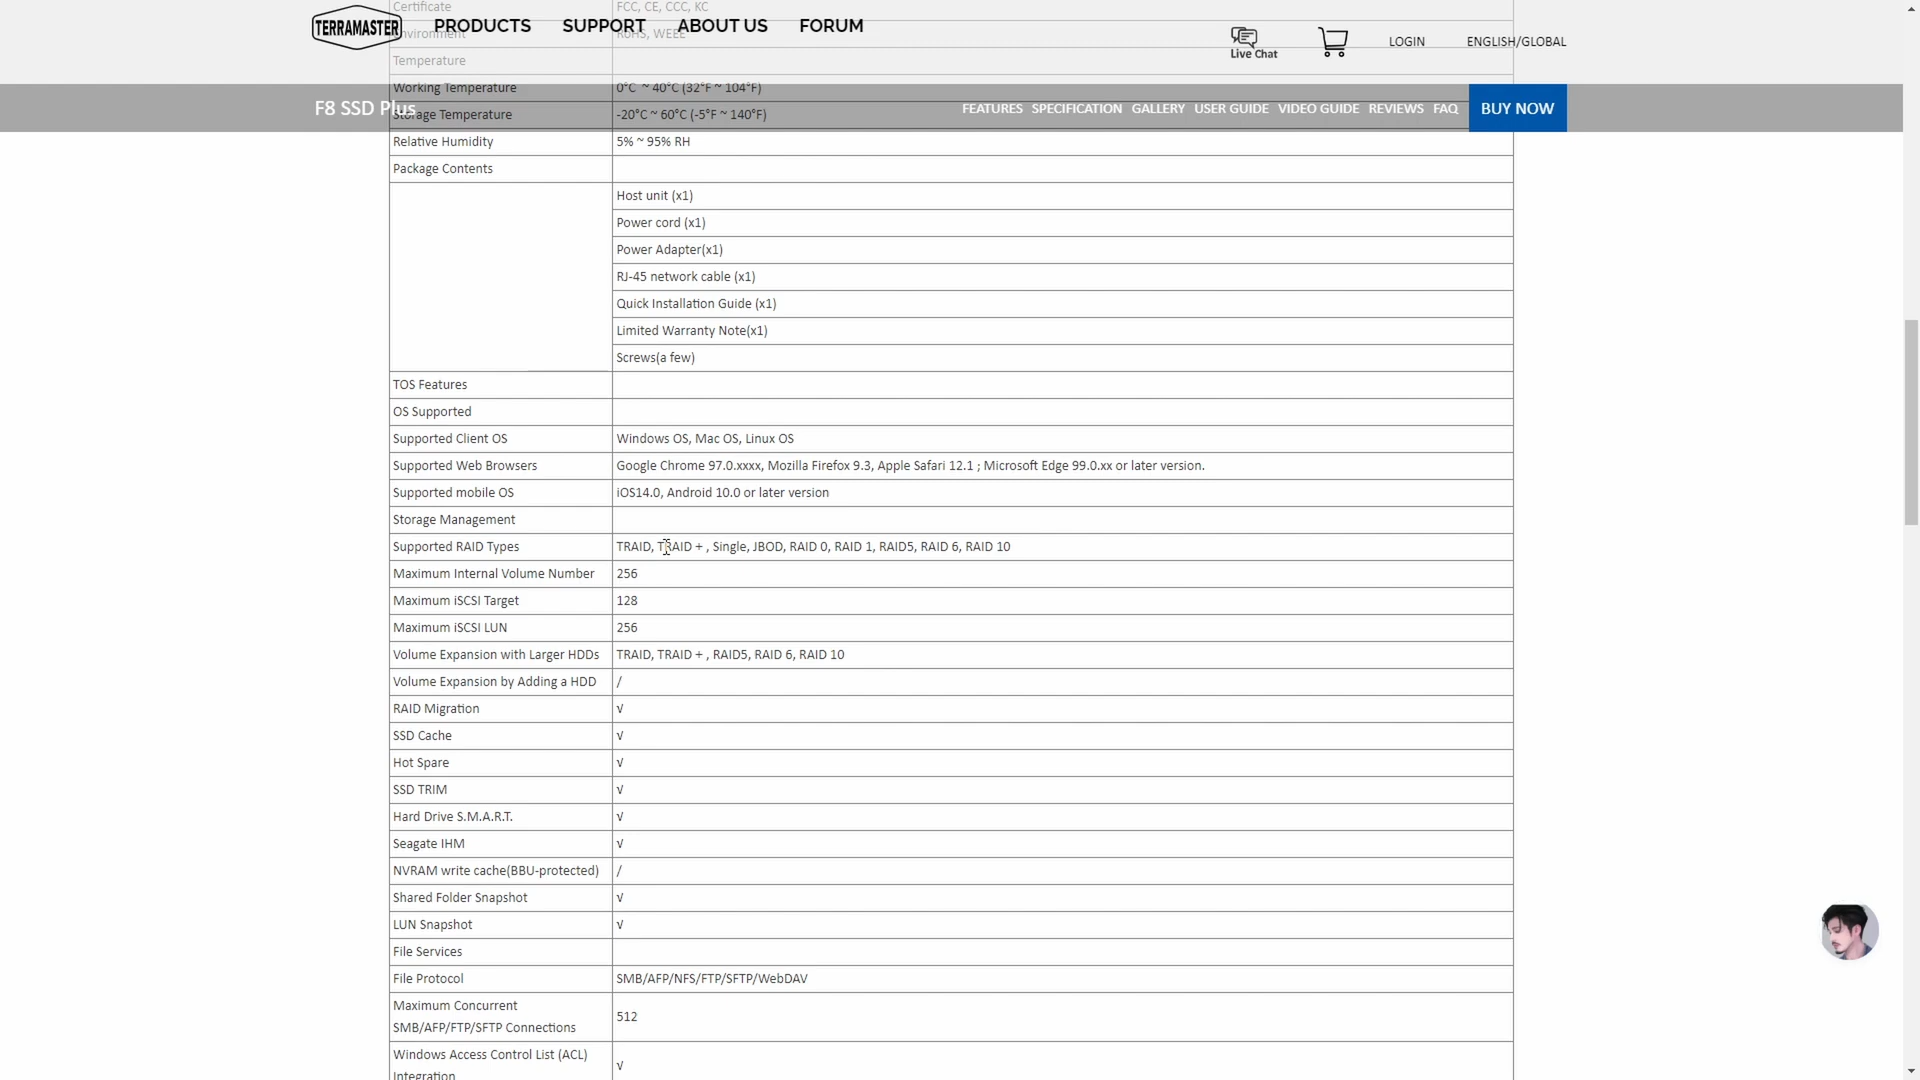 Certificate FCC, CE, CCC, KC
TERRAMASTER PRODUCTS SUPPORT ABOUT US FORUM
Environment RoHS, WEEE
Live Chat LOGIN ENGLISH/GLOBAL
Temperature
Working Temperature 0°C ~ 40°C (32°F ~ 104°F)
F8 SSD Plus FEATURES SPECIFICATION GALLERY USER GUIDE VIDEO GUIDE REVIEWS FAQ BUY NOW
Storage Temperature -20°C ~ 60°C (-5°F ~ 140°F)
Relative Humidity 5% ~ 95% RH
Package Contents
Host unit (x1)
Power cord (x1)
Power Adapter(x1)
RJ-45 network cable (x1)
Quick Installation Guide (x1)
Limited Warranty Note(x1)
Screws(a few)
TOS Features
OS Supported
Supported Client OS Windows OS, Mac OS, Linux OS
Supported Web Browsers Google Chrome 97.0.xxxx, Mozilla Firefox 9.3, Apple Safari 12.1 ; Microsoft Edge 99.0.xx or later version.
Supported mobile OS iOS14.0, Android 10.0 or later version
Storage Management
Supported RAID Types TRAID, TRAID + , Single, JBOD, RAID 0, RAID 1, RAID5, RAID 6, RAID 10
Maximum Internal Volume Number 256
Maximum iSCSI Target 128
Maximum iSCSI LUN 256
Volume Expansion with Larger HDDs TRAID, TRAID + , RAID5, RAID 6, RAID 10
Volume Expansion by Adding a HDD /
RAID Migration √
SSD Cache √
Hot Spare √
SSD TRIM √
Hard Drive S.M.A.R.T. √
Seagate IHM √
NVRAM write cache(BBU-protected) /
Shared Folder Snapshot √
LUN Snapshot √
File Services
File Protocol SMB/AFP/NFS/FTP/SFTP/WebDAV
Maximum Concurrent
SMB/AFP/FTP/SFTP Connections 512
Windows Access Control List (ACL)
Integration √